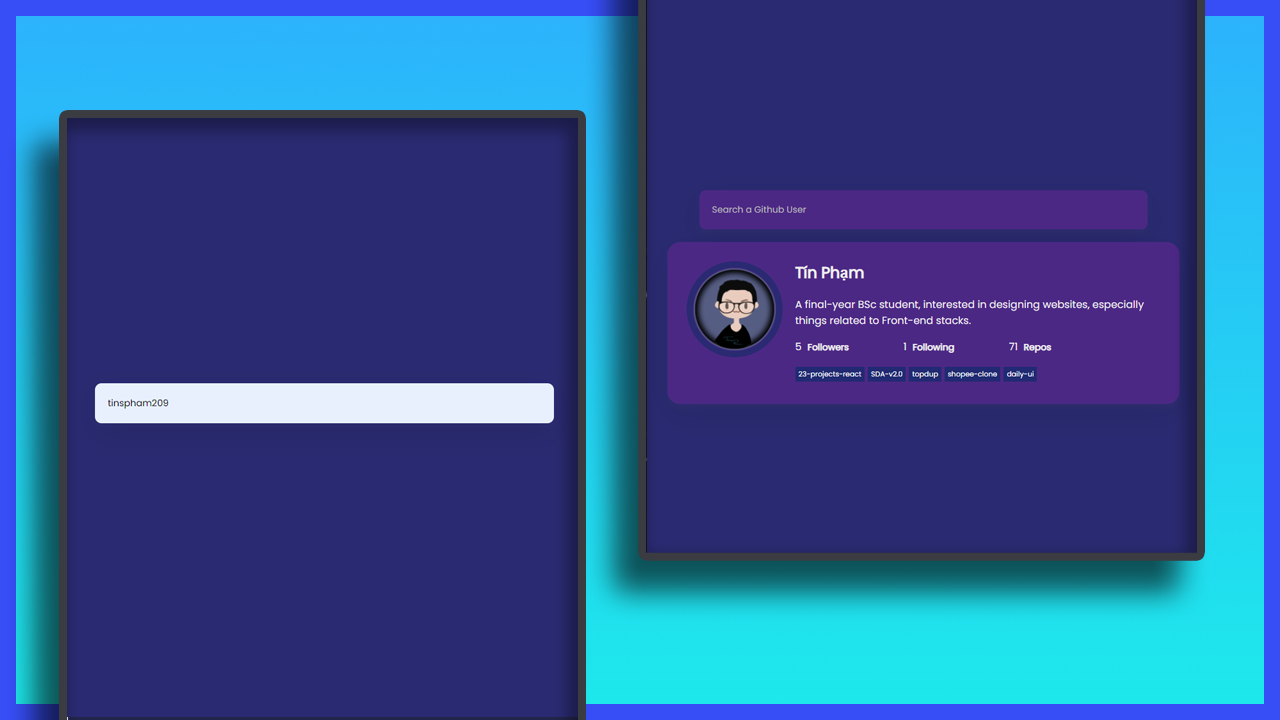 tinspham209
Search a Github User
Tín Phạm
A final-year BSc student, interested in designing websites, especially
things related to Front-end stacks.
5 Followers 1 Following 71 Repos
23-projects-react SDA-v2.0 topdup shopee-clone daily-ui